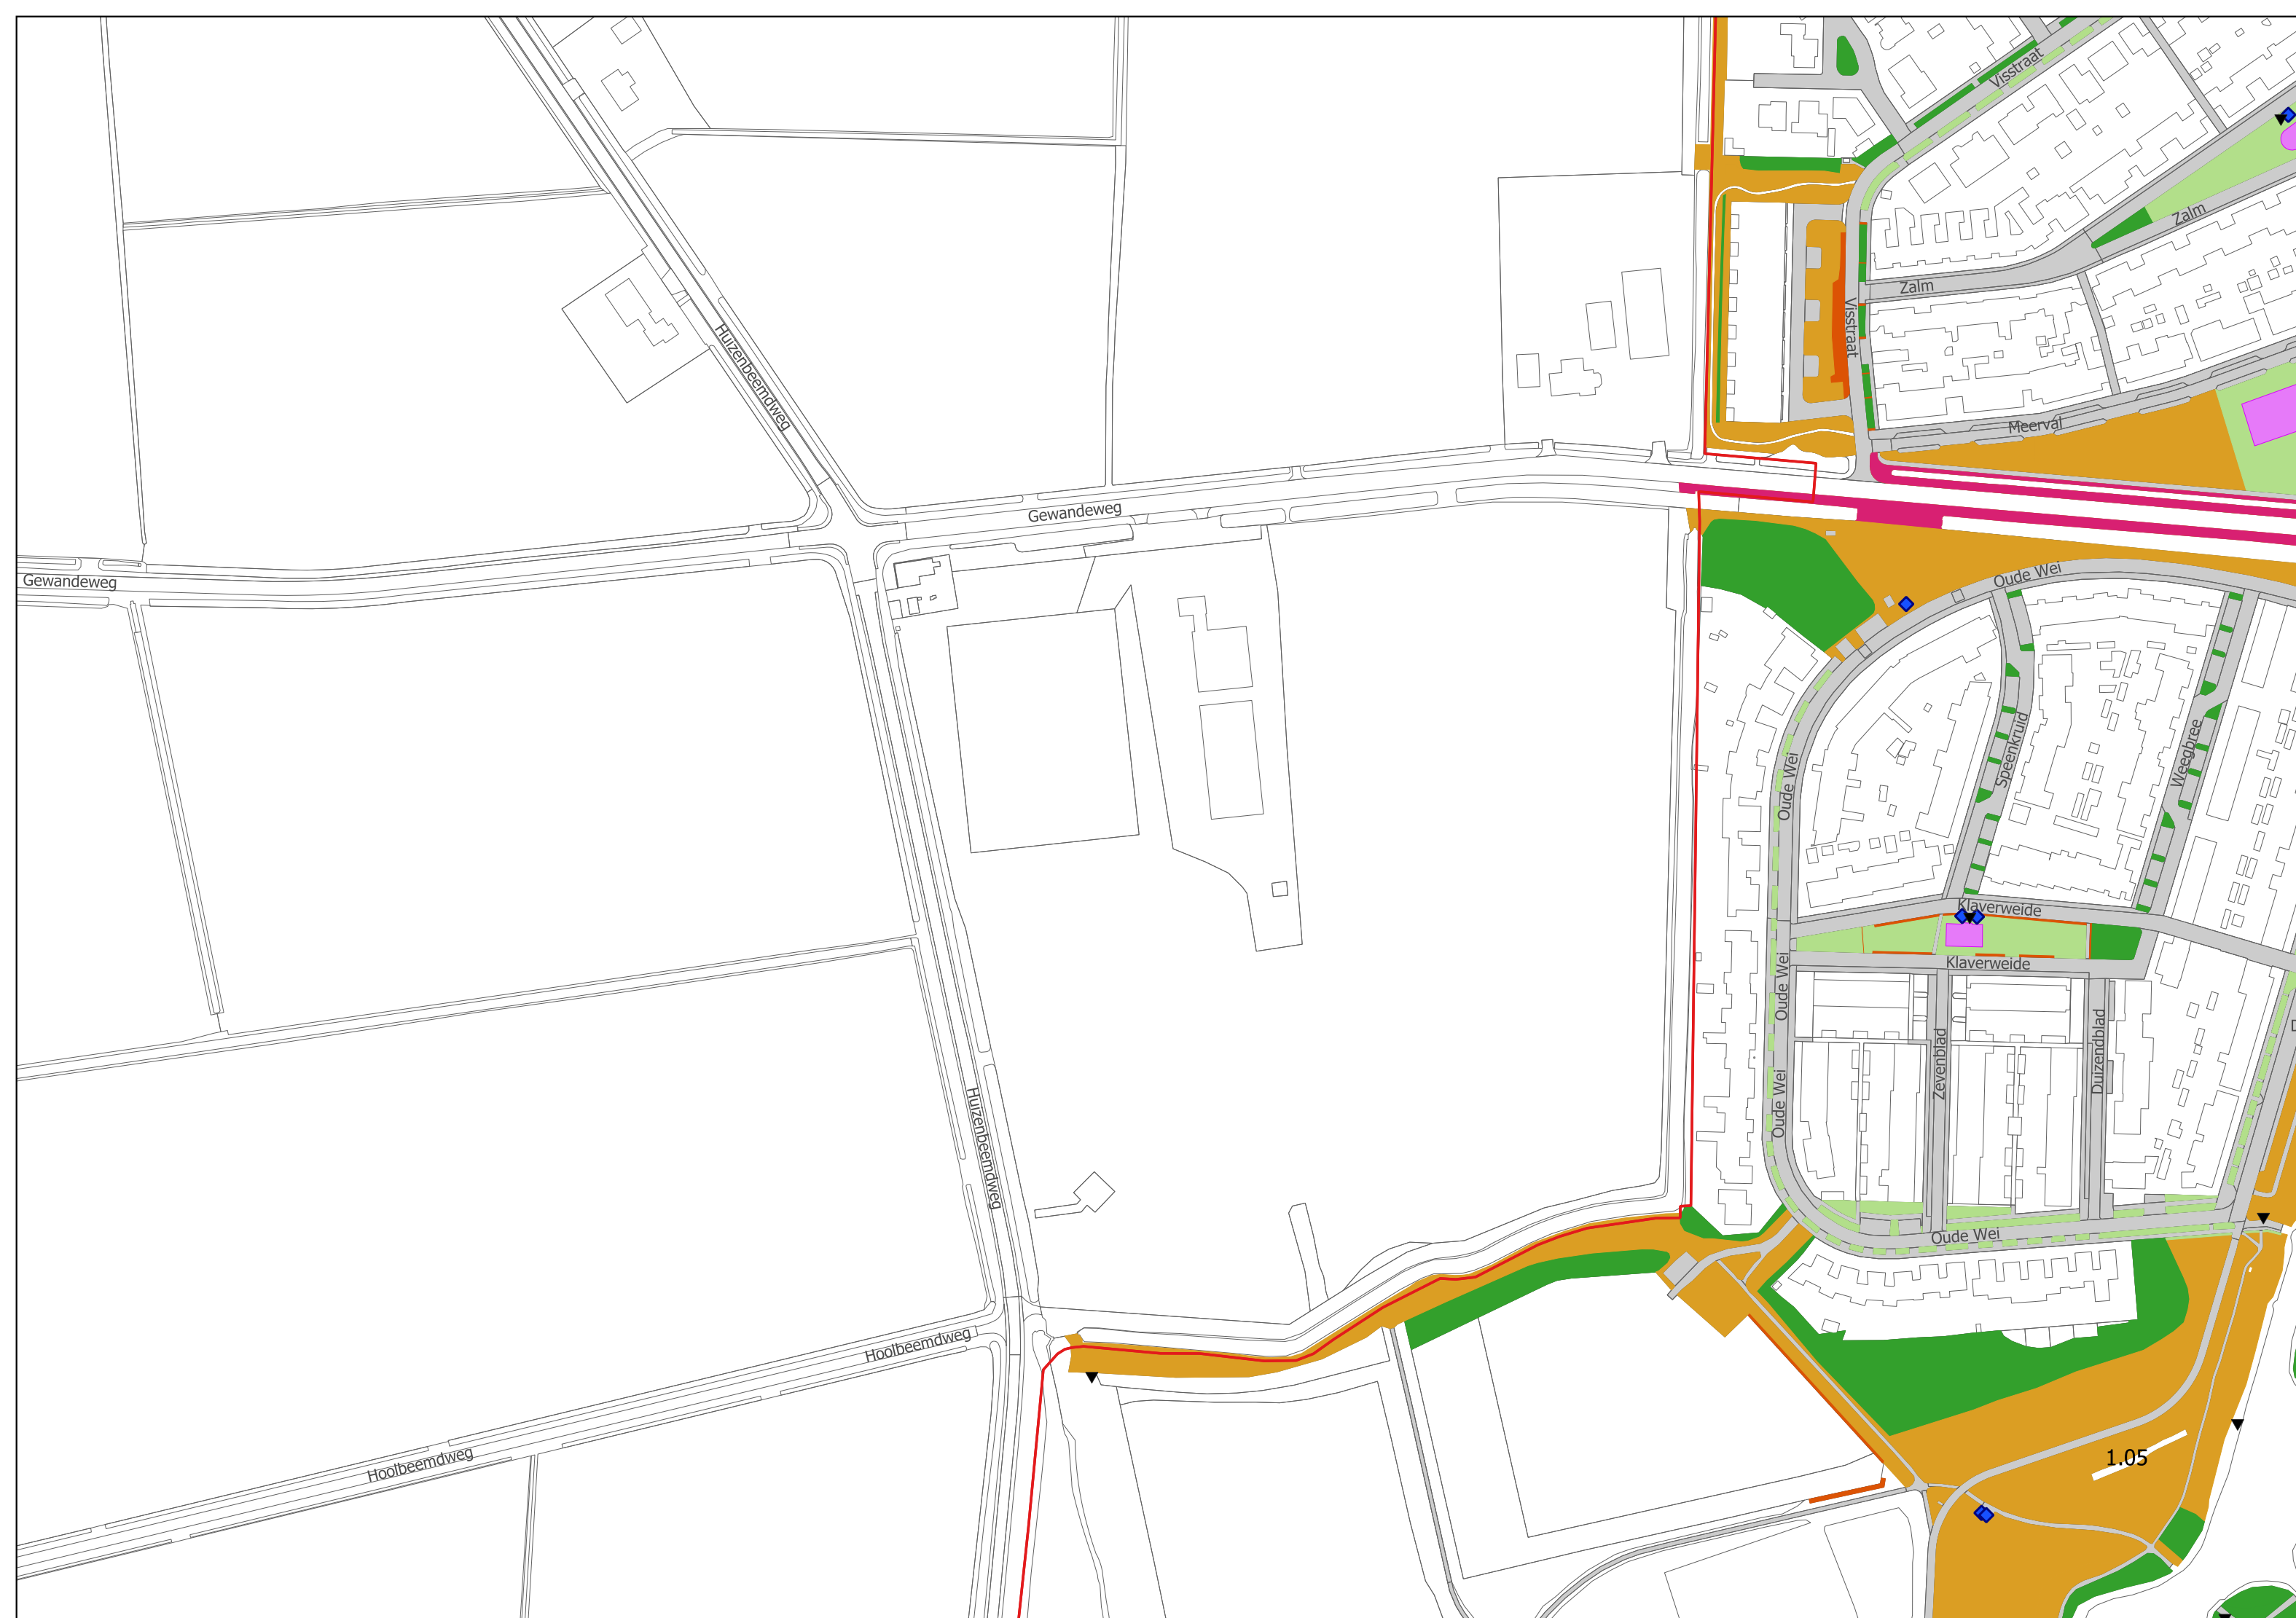 Visstraat
Zalm
Zalm
Visstraat
Huizenbeemdweg
Meerval
Gewandeweg
Gewandeweg
Oude Wei
Speenkruid
Weegbree
Oude Wei
Klaverweide
Klaverweide
Oude Wei
Zevenblad
Duizendblad
Oude Wei
Huizenbeemdweg
Oude Wei
Hoolbeemdweg
Hoolbeemdweg
1.05